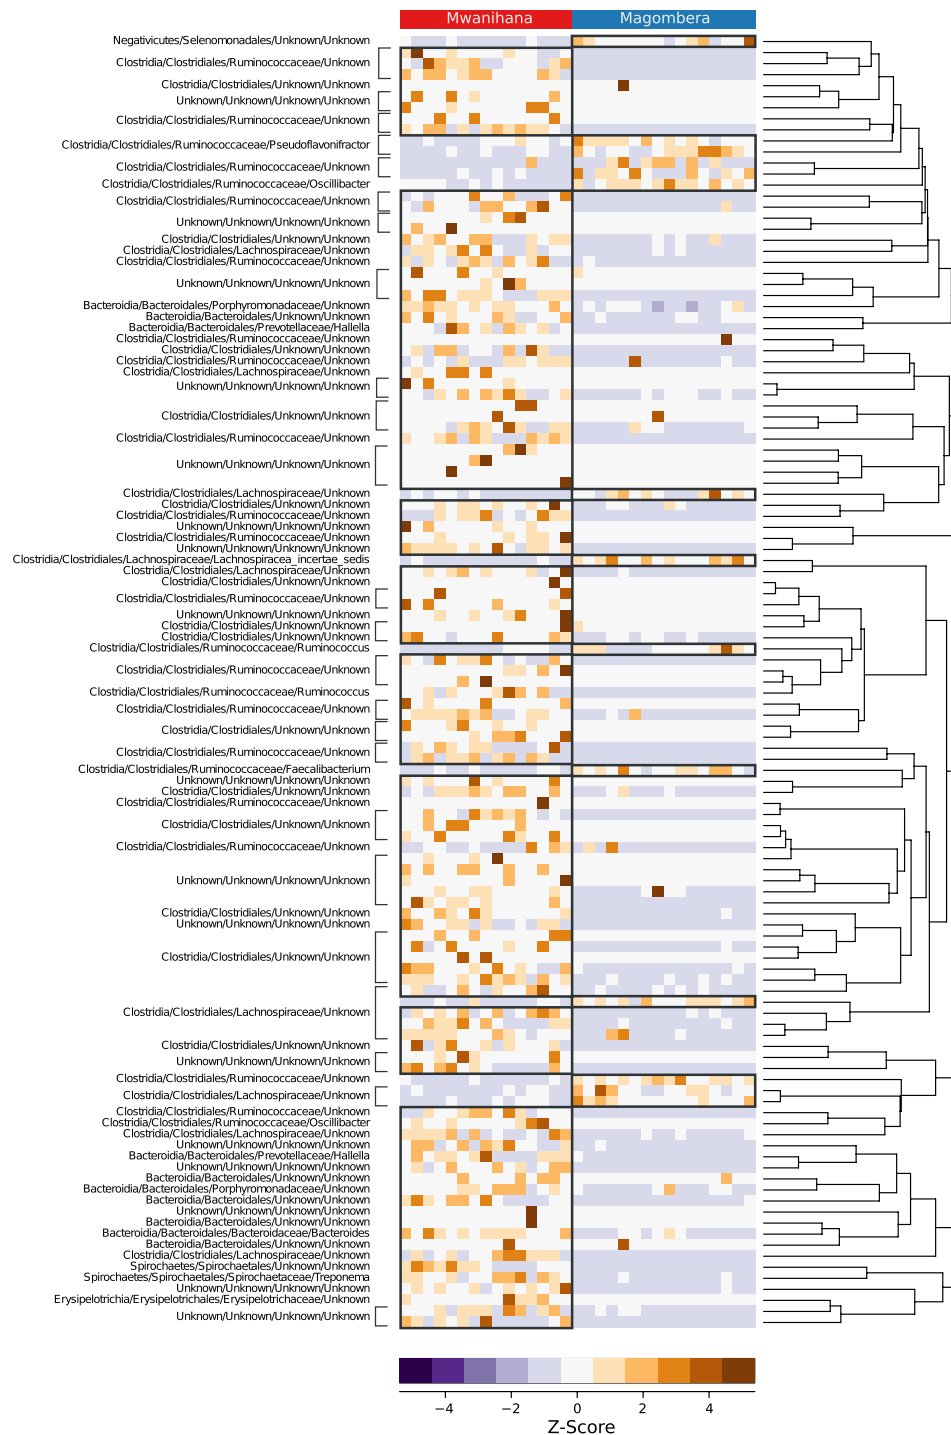 Mwanihana Magombera
Negativicutes/Selenomonadales/Unknown/Unknown
Clostridia/Clostridiales/Ruminococcaceae/Unknown
Clostridia/Clostridiales/Unknown/Unknown
Unknown/Unknown/Unknown/Unknown
Clostridia/Clostridiales/Ruminococcaceae/Unknown
Clostridia/Clostridiales/Ruminococcaceae/Pseudoflavonifractor
Clostridia/Clostridiales/Ruminococcaceae/Unknown
Clostridia/Clostridiales/Ruminococcaceae/Oscillibacter
Clostridia/Clostridiales/Ruminococcaceae/Unknown
Unknown/Unknown/Unknown/Unknown
Clostridia/Clostridiales/Unknown/Unknown
Clostridia/Clostridiales/Lachnospiraceae/Unknown
Clostridia/Clostridiales/Ruminococcaceae/Unknown
Unknown/Unknown/Unknown/Unknown
Bacteroidia/Bacteroidales/Porphyromonadaceae/Unknown
Bacteroidia/Bacteroidales/Unknown/Unknown
Bacteroidia/Bacteroidales/Prevotellaceae/Hallella
Clostridia/Clostridiales/Ruminococcaceae/Unknown
Clostridia/Clostridiales/Unknown/Unknown
Clostridia/Clostridiales/Ruminococcaceae/Unknown
Clostridia/Clostridiales/Lachnospiraceae/Unknown
Unknown/Unknown/Unknown/Unknown
Clostridia/Clostridiales/Unknown/Unknown
Clostridia/Clostridiales/Ruminococcaceae/Unknown
Unknown/Unknown/Unknown/Unknown
Clostridia/Clostridiales/Lachnospiraceae/Unknown
Clostridia/Clostridiales/Unknown/Unknown
Clostridia/Clostridiales/Ruminococcaceae/Unknown
Unknown/Unknown/Unknown/Unknown
Clostridia/Clostridiales/Ruminococcaceae/Unknown
Unknown/Unknown/Unknown/Unknown
Clostridia/Clostridiales/Lachnospiraceae/Lachnospiracea_incertae_sedis
Clostridia/Clostridiales/Lachnospiraceae/Unknown
Clostridia/Clostridiales/Unknown/Unknown
Clostridia/Clostridiales/Ruminococcaceae/Unknown
Unknown/Unknown/Unknown/Unknown
Clostridia/Clostridiales/Unknown/Unknown
Clostridia/Clostridiales/Unknown/Unknown
Clostridia/Clostridiales/Ruminococcaceae/Ruminococcus
Clostridia/Clostridiales/Ruminococcaceae/Unknown
Clostridia/Clostridiales/Ruminococcaceae/Ruminococcus
Clostridia/Clostridiales/Ruminococcaceae/Unknown
Clostridia/Clostridiales/Unknown/Unknown
Clostridia/Clostridiales/Ruminococcaceae/Unknown
Clostridia/Clostridiales/Ruminococcaceae/Faecalibacterium
Unknown/Unknown/Unknown/Unknown
Clostridia/Clostridiales/Unknown/Unknown
Clostridia/Clostridiales/Ruminococcaceae/Unknown
Clostridia/Clostridiales/Unknown/Unknown
Clostridia/Clostridiales/Ruminococcaceae/Unknown
Unknown/Unknown/Unknown/Unknown
Clostridia/Clostridiales/Unknown/Unknown
Unknown/Unknown/Unknown/Unknown
Clostridia/Clostridiales/Unknown/Unknown
Clostridia/Clostridiales/Lachnospiraceae/Unknown
Clostridia/Clostridiales/Unknown/Unknown
Unknown/Unknown/Unknown/Unknown
Clostridia/Clostridiales/Ruminococcaceae/Unknown
Clostridia/Clostridiales/Lachnospiraceae/Unknown
Clostridia/Clostridiales/Ruminococcaceae/Unknown
Clostridia/Clostridiales/Ruminococcaceae/Oscillibacter
Clostridia/Clostridiales/Lachnospiraceae/Unknown
Unknown/Unknown/Unknown/Unknown
Bacteroidia/Bacteroidales/Prevotellaceae/Hallella
Unknown/Unknown/Unknown/Unknown
Bacteroidia/Bacteroidales/Unknown/Unknown
Bacteroidia/Bacteroidales/Porphyromonadaceae/Unknown
Bacteroidia/Bacteroidales/Unknown/Unknown
Unknown/Unknown/Unknown/Unknown
Bacteroidia/Bacteroidales/Unknown/Unknown
Bacteroidia/Bacteroidales/Bacteroidaceae/Bacteroides
Bacteroidia/Bacteroidales/Unknown/Unknown
Clostridia/Clostridiales/Lachnospiraceae/Unknown
Spirochaetes/Spirochaetales/Unknown/Unknown
Spirochaetes/Spirochaetales/Spirochaetaceae/Treponema
Unknown/Unknown/Unknown/Unknown
Erysipelotrichia/Erysipelotrichales/Erysipelotrichaceae/Unknown
Unknown/Unknown/Unknown/Unknown
−4 −2 0 2 4
Z-Score